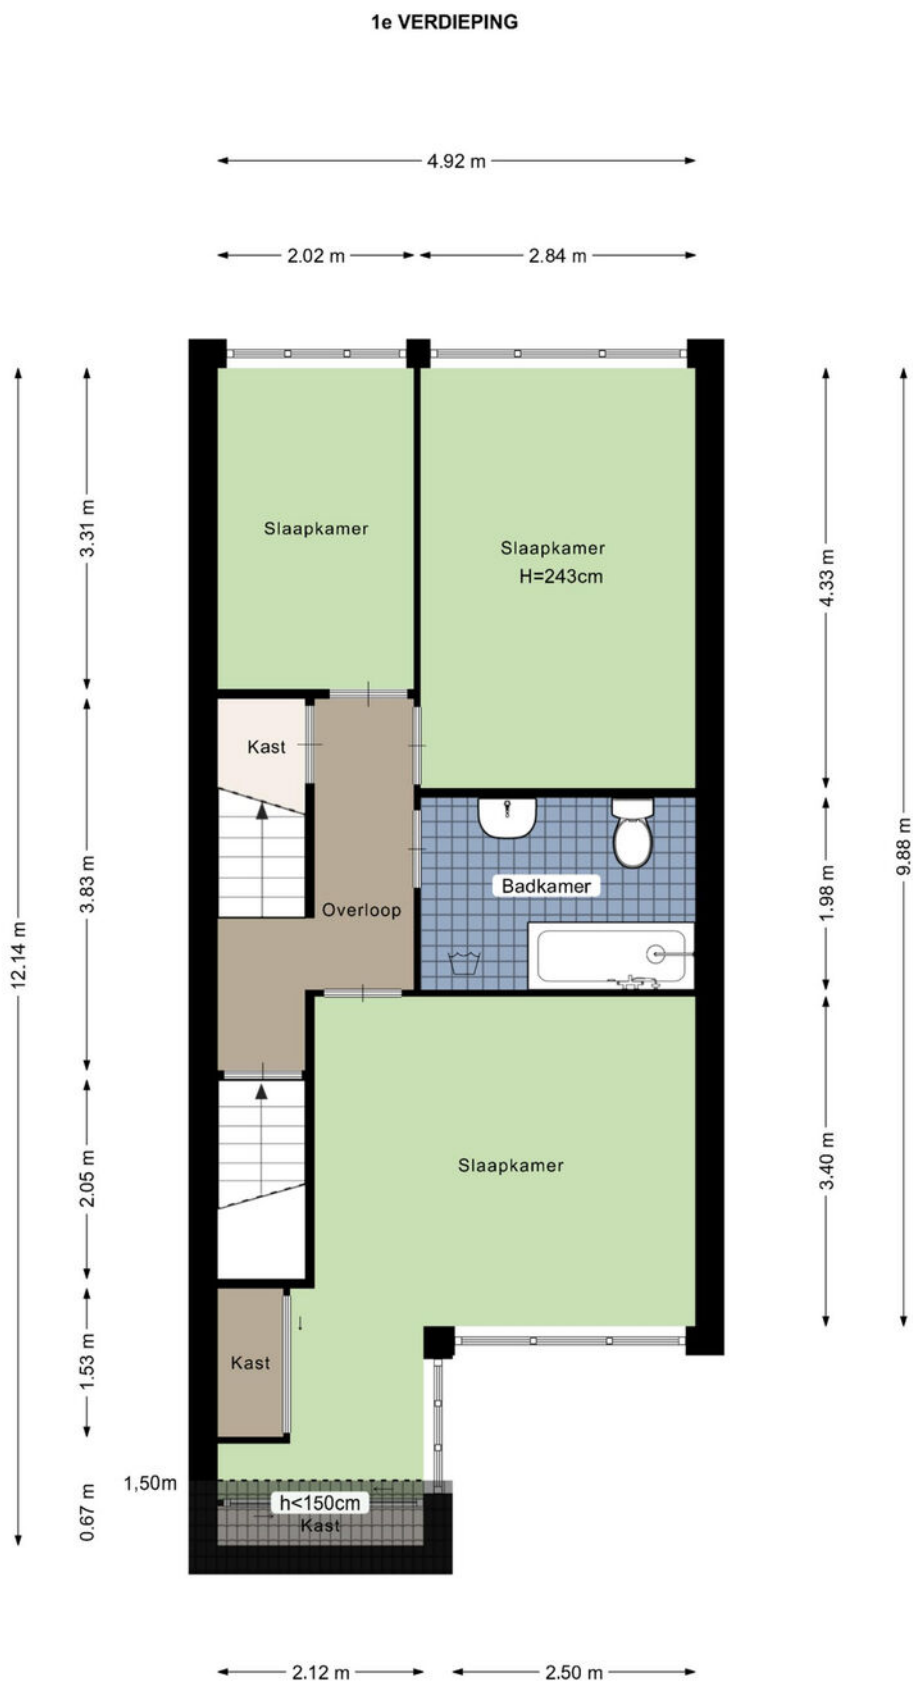 1e VERDIEPING
4.92 m
2.02 m
2.84 m
3.31 m
Slaapkamer
Slaapkamer
H=243cm
4.33 m
Kast
3.83 m
Overloop
Badkamer
1.98 m
9.88 m
12.14 m
Slaapkamer
3.40 m
2.05 m
Kast
1.53 m
1,50m
0.67 m
h<150cm
Kast
2.12 m
2.50 m